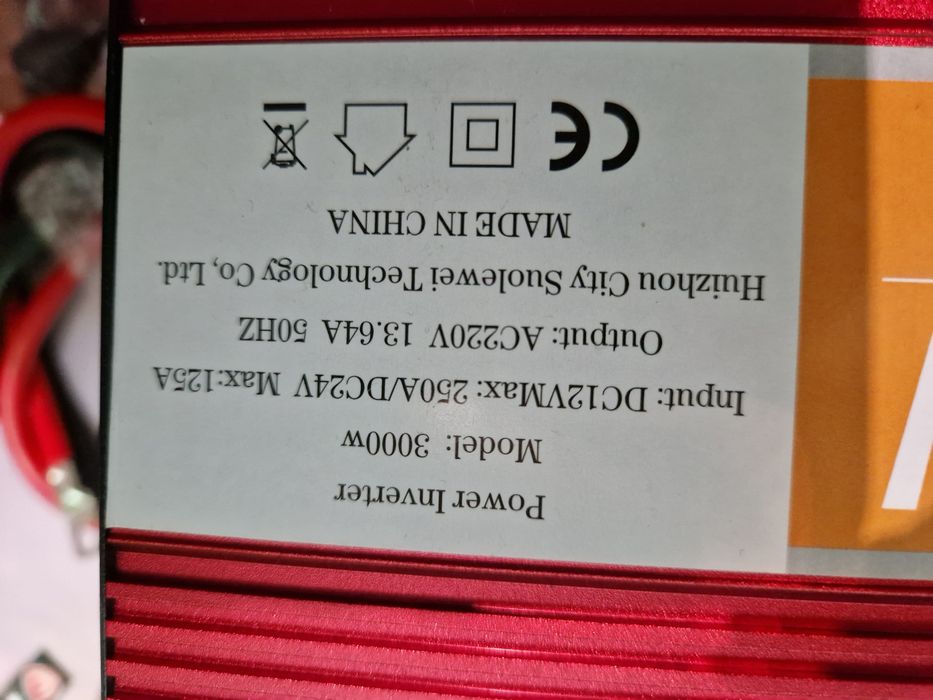 Power Inverter
Model: 3000w
Input: DC12VMax: 250A/DC24V Max:125A
Output: AC220V 13.64A 50HZ
Huizhou City Suolewei Technology Co, Ltd.
MADE IN CHINA
CE